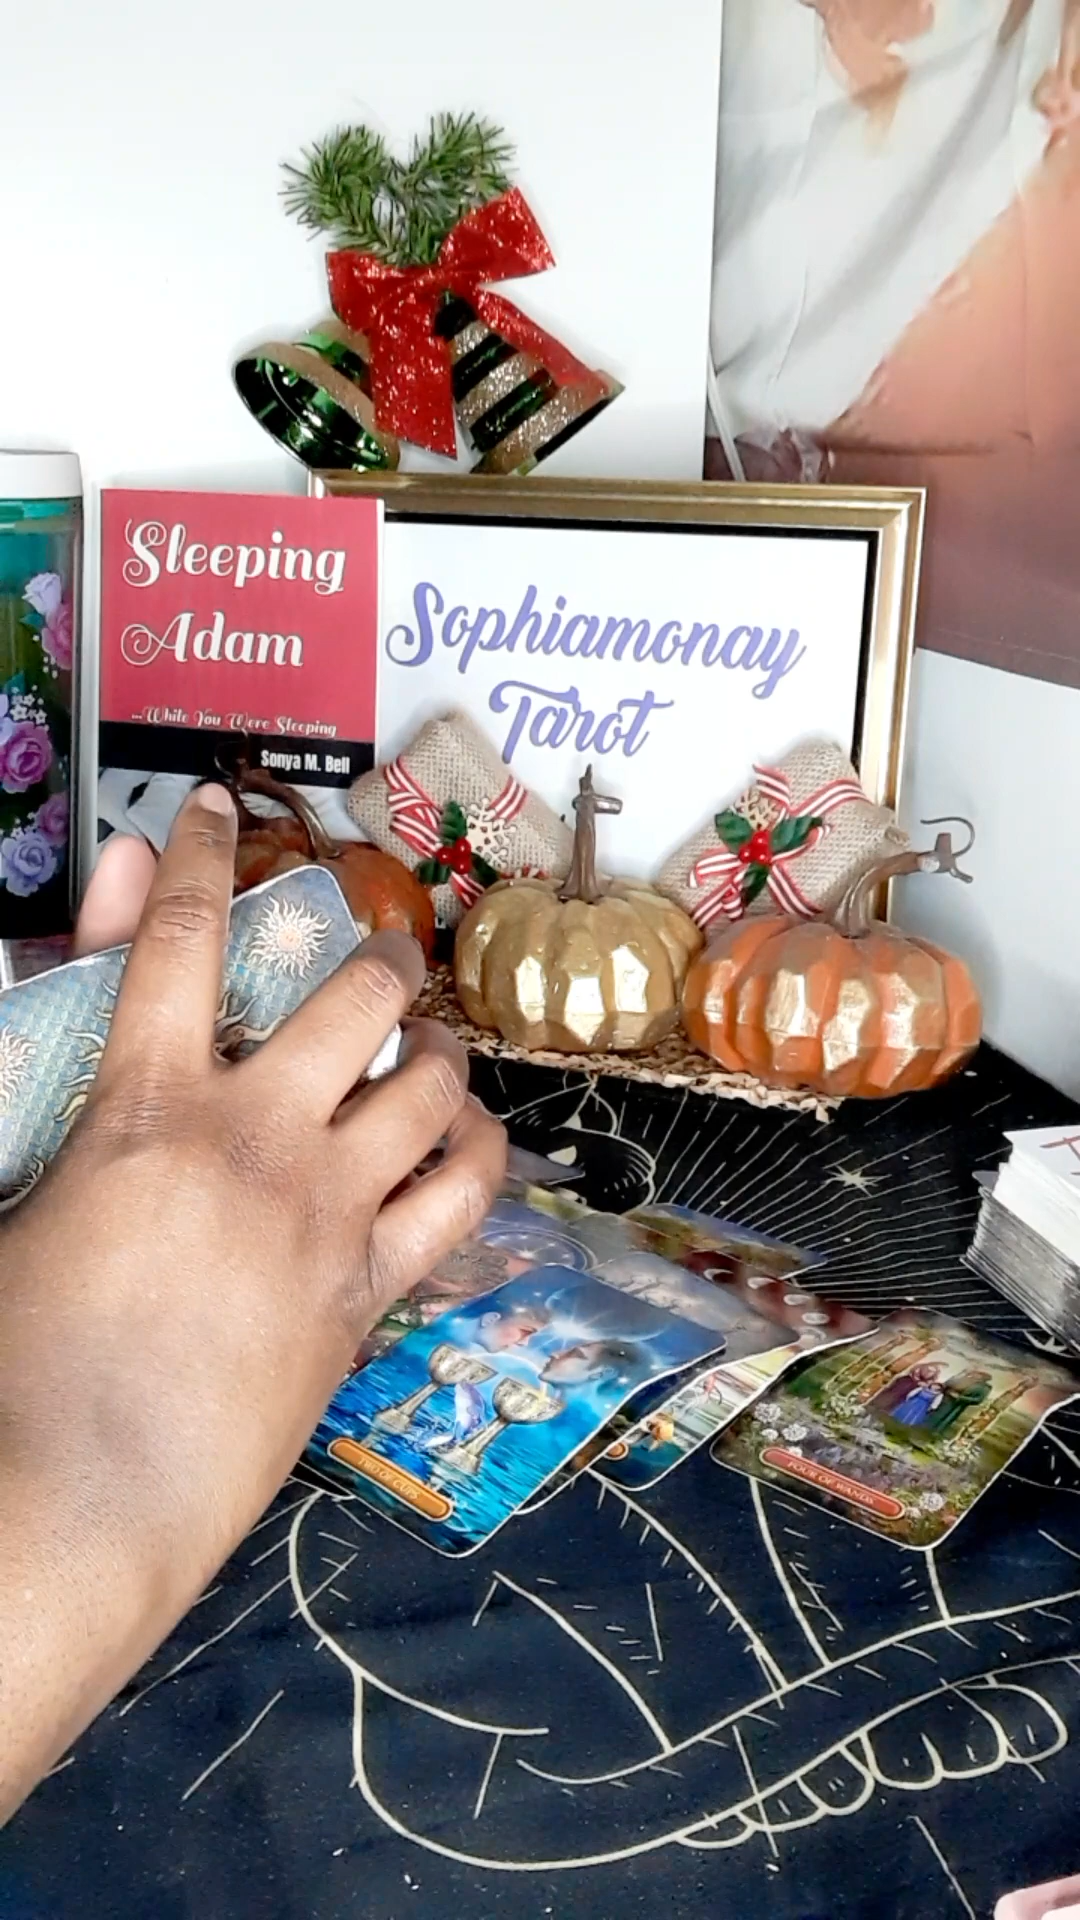 Sleeping
Adam
...While You Were Sleeping
Sonya M. Bell
Sophiamonay
Tarot
TWO OF CUPS
FOUR OF WANDS